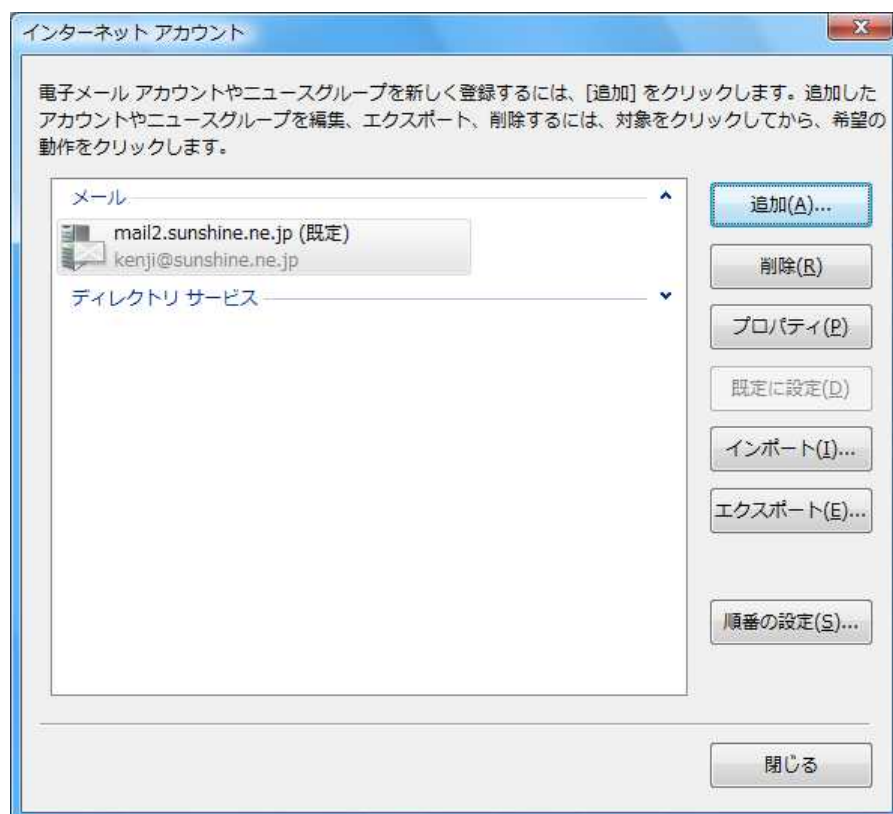 インターネット アカウント
電子メール アカウントやニュースグループを新しく登録するには、[追加] をクリックします。追加した
アカウントやニュースグループを編集、エクスポート、削除するには、対象をクリックしてから、希望の
動作をクリックします。
メール
mail2.sunshine.ne.jp (既定)
kenji@sunshine.ne.jp
ディレクトリ サービス
追加(A)...
削除(R)
プロパティ(P)
既定に設定(D)
インポート(I)...
エクスポート(E)...
順番の設定(S)...
閉じる